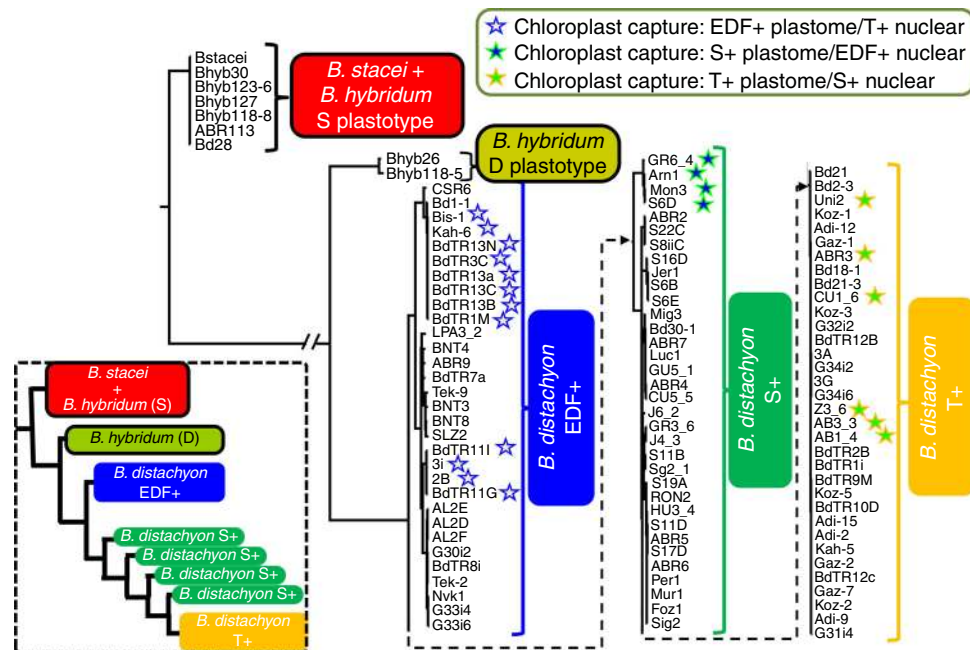 Chloroplast capture: EDF+ plastome/T+ nuclear
Chloroplast capture: S+ plastome/EDF+ nuclear
Chloroplast capture: T+ plastome/S+ nuclear
Bstacei
Bhyb30
Bhyb123-6
Bhyb127
Bhyb118-8
ABR113
Bd28
B. stacei +
B. hybridum
S plastotype
Bhyb26
Bhyb118-5
B. hybridum
D plastotype
CSR6
Bd1-1
Bis-1
Kah-6
BdTR13N
BdTR3C
BdTR13a
BdTR13C
BdTR13B
BdTR1M
LPA3_2
BNT4
ABR9
BdTR7a
Tek-9
BNT3
BNT8
SLZ2
BdTR11I
3i
2B
BdTR11G
AL2E
AL2D
AL2F
G30i2
BdTR8i
Tek-2
Nvk1
G33i4
G33i6
B. distachyon
EDF+
GR6_4
Arn1
Mon3
S6D
ABR2
S22C
S8iiC
S16D
Jer1
S6B
S6E
Mig3
Bd30-1
ABR7
Luc1
GU5_1
ABR4
CU5_5
J6_2
GR3_6
J4_3
S11B
Sg2_1
S19A
RON2
HU3_4
S11D
ABR5
S17D
ABR6
Per1
Mur1
Foz1
Sig2
B. distachyon
S+
Bd21
Bd2-3
Uni2
Koz-1
Adi-12
Gaz-1
ABR3
Bd18-1
Bd21-3
CU1_6
Koz-3
G32i2
BdTR12B
3A
G34i2
3G
G34i6
Z3_6
AB3_3
AB1_4
BdTR2B
BdTR1i
BdTR9M
Koz-5
BdTR10D
Adi-15
Adi-2
Kah-5
Gaz-2
BdTR12c
Gaz-7
Koz-2
Adi-9
G31i4
B. distachyon
T+
B. stacei
+
B. hybridum (S)
B. hybridum (D)
B. distachyon
EDF+
B. distachyon S+
B. distachyon S+
B. distachyon S+
B. distachyon S+
B. distachyon
T+